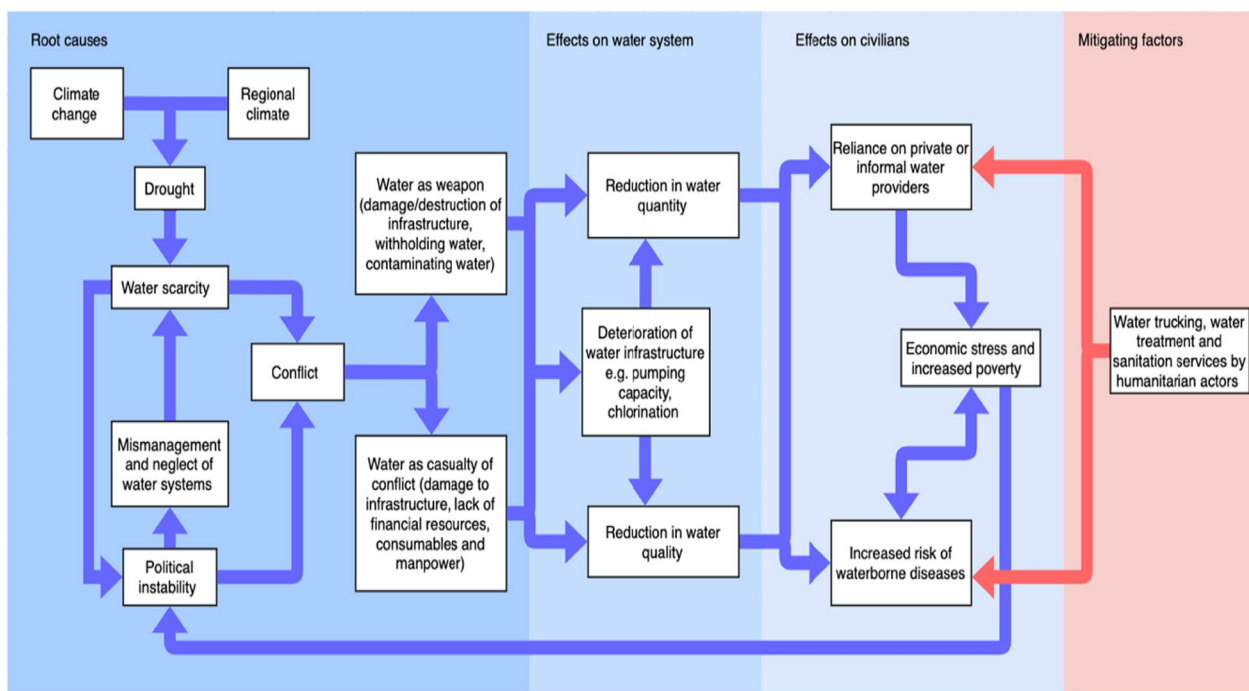 Root causes
Effects on water system
Effects on civilians
Mitigating factors
Climate
change
Regional
climate
Drought
Water scarcity
Conflict
Mismanagement
and neglect of
water systems
Political
instability
Water as weapon
(damage/destruction of
infrastructure,
withholding water,
contaminating water)
Water as casualty of
conflict (damage to
infrastructure, lack of
financial resources,
consumables and
manpower)
Reduction in water
quantity
Deterioration of
water infrastructure
e.g. pumping
capacity,
chlorination
Reduction in water
quality
Reliance on private or
informal water
providers
Economic stress and
increased poverty
Increased risk of
waterborne diseases
Water trucking, water
treatment and
sanitation services by
humanitarian actors